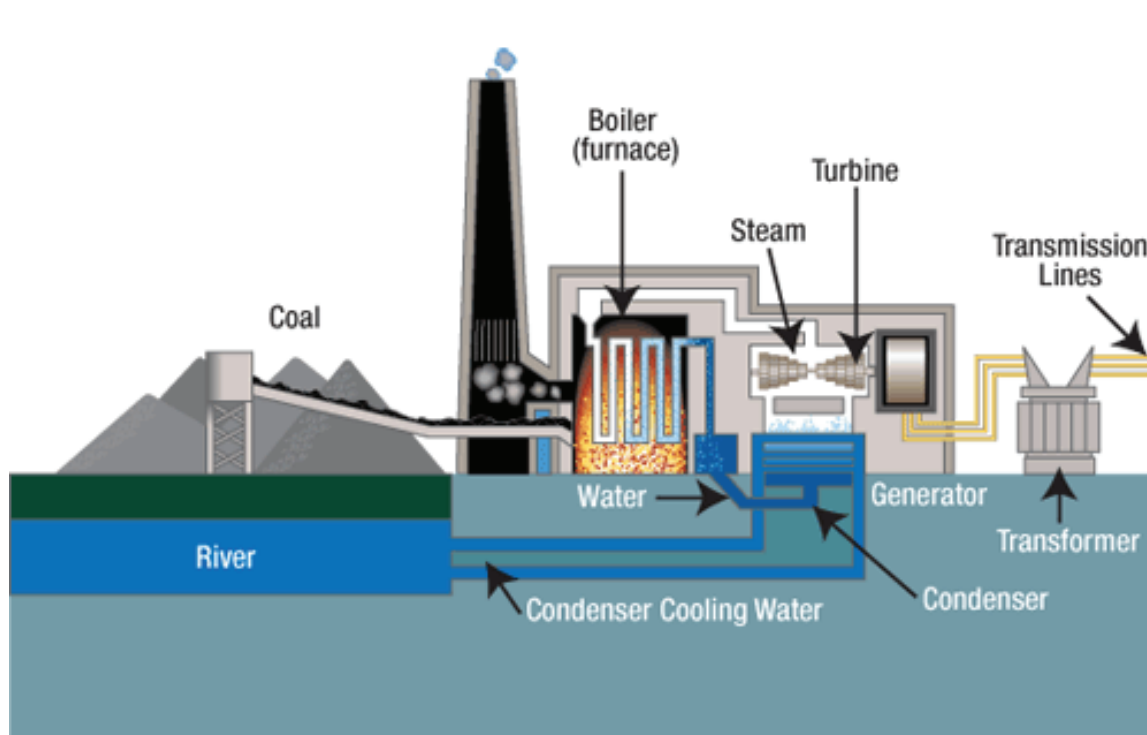 Boiler
(furnace)
Turbine
Steam
Transmission
Lines
Coal
Water
Generator
River
Transformer
Condenser Cooling Water
Condenser